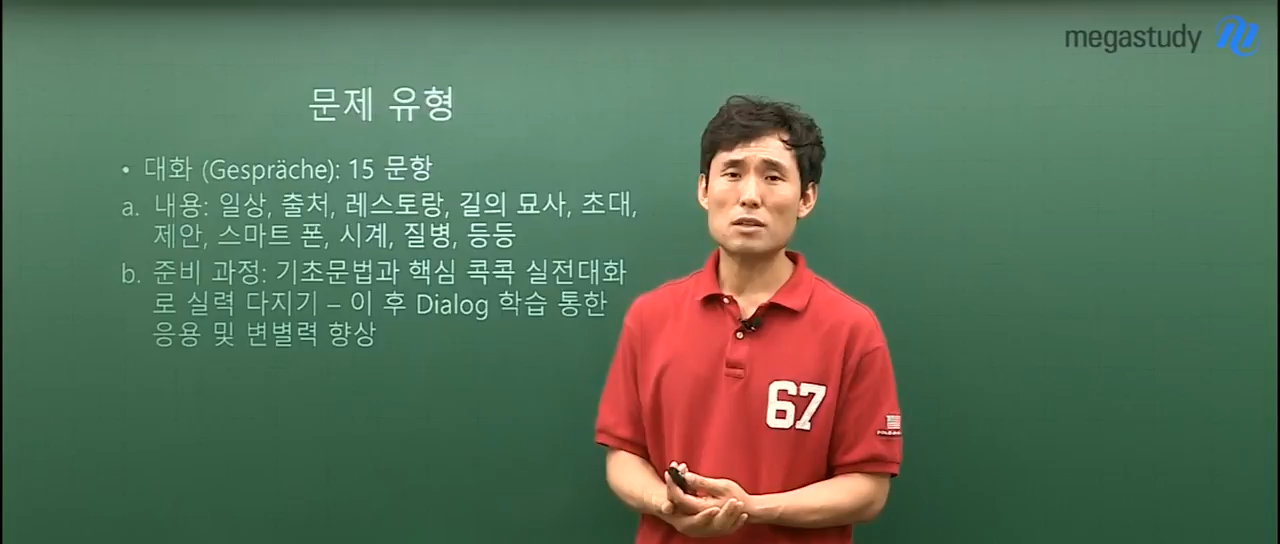 megastudy
문제 유형
• 대화 (Gespräche): 15 문항
a. 내용: 일상, 출처, 레스토랑, 길의 묘사, 초대,
제안, 스마트 폰, 시계, 질병, 등등
b. 준비 과정: 기초문법과 핵심 콕콕 실전대화
로 실력 다지기 – 이 후 Dialog 학습 통한
응용 및 변별력 향상
67